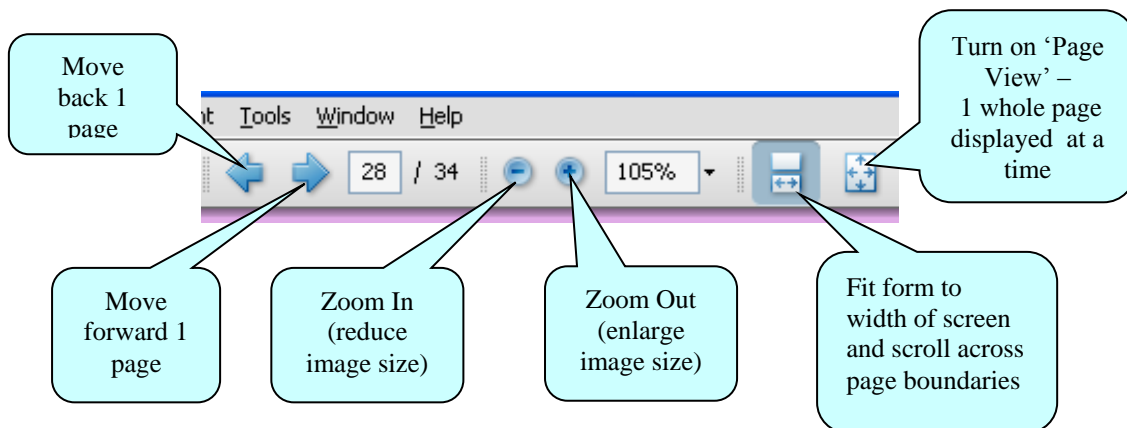 Move
back 1
page
Turn on ‘Page
View’ –
1 whole page
displayed at a
time
nt Tools Window Help
28 / 34 105%
Move
forward 1
page
Zoom In
(reduce
image size)
Zoom Out
(enlarge
image size)
Fit form to
width of screen
and scroll across
page boundaries